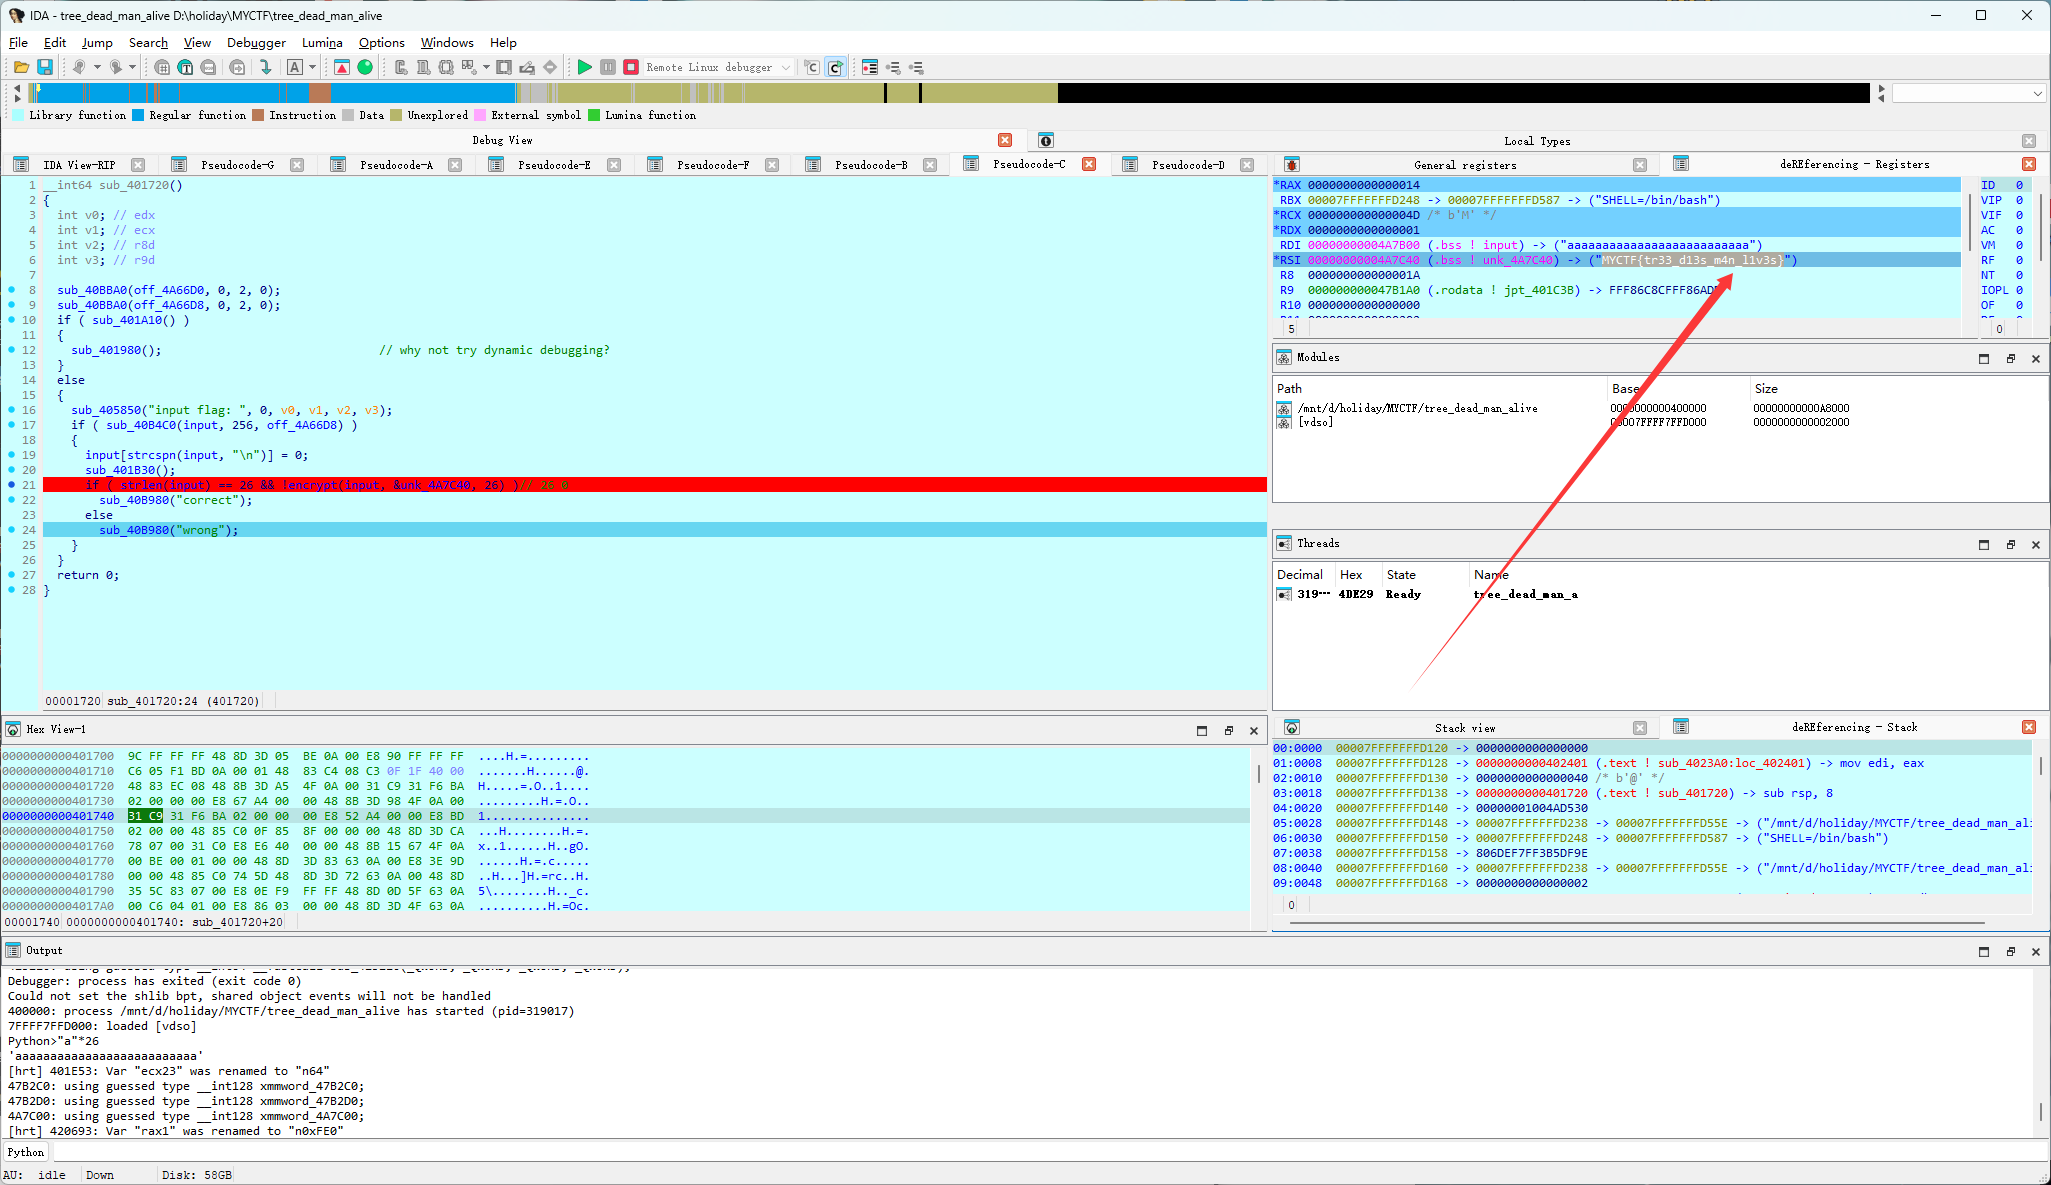 IDA - tree_dead_man_alive D:\holiday\MYCTF\tree_dead_man_alive
File Edit Jump Search View Debugger Lumina Options Windows Help
Remote Linux debugger
Library function Regular function Instruction Data Unexplored External symbol Lumina function
Debug View
Local Types
IDA View-RIP Pseudocode-G Pseudocode-A Pseudocode-E Pseudocode-F Pseudocode-B Pseudocode-C Pseudocode-D
General registers deREferencing - Registers
1 __int64 sub_401720()
2 {
3 int v0; // edx
4 int v1; // ecx
5 int v2; // r8d
6 int v3; // r9d
7
8 sub_40BBA0(off_4A66D0, 0, 2, 0);
9 sub_40BBA0(off_4A66D8, 0, 2, 0);
10 if ( sub_401A10() )
11 {
12 sub_401980(); // why not try dynamic debugging?
13 }
14 else
15 {
16 sub_405850("input flag: ", 0, v0, v1, v2, v3);
17 if ( sub_40B4C0(input, 256, off_4A66D8) )
18 {
19 input[strcspn(input, "\n")] = 0;
20 sub_401B30();
21 if ( strlen(input) == 26 && !encrypt(input, &unk_4A7C40, 26) )// 26 0
22 sub_40B980("correct");
23 else
24 sub_40B980("wrong");
25 }
26 }
27 return 0;
28 }
00001720 sub_401720:24 (401720)
*RAX 0000000000000014
RBX 00007FFFFFFFD248 -> 00007FFFFFFFD587 -> ("SHELL=/bin/bash")
*RCX 000000000000004D /* b'M' */
*RDX 0000000000000001
RDI 00000000004A7B00 (.bss ! input) -> ("aaaaaaaaaaaaaaaaaaaaaaaaaa")
*RSI 00000000004A7C40 (.bss ! unk_4A7C40) -> ("MYCTF{tr33_d13s_m4n_l1v3s}")
R8 000000000000001A
R9 000000000047B1A0 (.rodata ! jpt_401C3B) -> FFF86C8CFFF86AD
R10 0000000000000000
5
ID 0
VIP 0
VIF 0
AC 0
VM 0
RF 0
NT 0
IOPL 0
OF 0
0
Modules
Path Base Size
/mnt/d/holiday/MYCTF/tree_dead_man_alive 0000000000400000 00000000000A8000
[vdso] 00007FFFF7FFD000 0000000000002000
Threads
Decimal Hex State Name
319⋯ 4DE29 Ready tree_dead_man_a
Hex View-1
0000000000401700 9C FF FF FF 48 8D 3D 05 BE 0A 00 E8 90 FF FF FF ....H.=.........
0000000000401710 C6 05 F1 BD 0A 00 01 48 83 C4 08 C3 0F 1F 40 00 .......H......@.
0000000000401720 48 83 EC 08 48 8B 3D A5 4F 0A 00 31 C9 31 F6 BA H.....=.O..1....
0000000000401730 02 00 00 00 E8 67 A4 00 00 48 8B 3D 98 4F 0A 00 .........H.=.O..
0000000000401740 31 C9 31 F6 BA 02 00 00 00 E8 52 A4 00 00 E8 BD 1...............
0000000000401750 02 00 00 48 85 C0 0F 85 8F 00 00 00 48 8D 3D CA ...H........H.=.
0000000000401760 78 07 00 31 C0 E8 E6 40 00 00 48 8B 15 67 4F 0A x..1......H..gO.
0000000000401770 00 BE 00 01 00 00 48 8D 3D 83 63 0A 00 E8 3E 9D ......H.=.c.....
0000000000401780 00 00 48 85 C0 74 5D 48 8D 3D 72 63 0A 00 48 8D ..H...]H.=rc..H.
0000000000401790 35 5C 83 07 00 E8 0E F9 FF FF 48 8D 0D 5F 63 0A 5\........H.._c.
00000000004017A0 00 C6 04 01 00 E8 86 03 00 00 48 8D 3D 4F 63 0A ..........H.=Oc.
00001740 0000000000401740: sub_401720+20
Stack view deREferencing - Stack
00:0000 00007FFFFFFFD120 -> 0000000000000000
01:0008 00007FFFFFFFD128 -> 0000000000402401 (.text ! sub_4023A0:loc_402401) -> mov edi, eax
02:0010 00007FFFFFFFD130 -> 0000000000000040 /* b'@' */
03:0018 00007FFFFFFFD138 -> 0000000000401720 (.text ! sub_401720) -> sub rsp, 8
04:0020 00007FFFFFFFD140 -> 00000001004AD530
05:0028 00007FFFFFFFD148 -> 00007FFFFFFFD238 -> 00007FFFFFFFD55E -> ("/mnt/d/holiday/MYCTF/tree_dead_man_ali
06:0030 00007FFFFFFFD150 -> 00007FFFFFFFD248 -> 00007FFFFFFFD587 -> ("SHELL=/bin/bash")
07:0038 00007FFFFFFFD158 -> 806DEF7FF3B5DF9E
08:0040 00007FFFFFFFD160 -> 00007FFFFFFFD238 -> 00007FFFFFFFD55E -> ("/mnt/d/holiday/MYCTF/tree_dead_man_ali
09:0048 00007FFFFFFFD168 -> 0000000000000002
0
Output
Debugger: process has exited (exit code 0)
Could not set the shlib bpt, shared object events will not be handled
400000: process /mnt/d/holiday/MYCTF/tree_dead_man_alive has started (pid=319017)
7FFFF7FFD000: loaded [vdso]
Python>"a"*26
'aaaaaaaaaaaaaaaaaaaaaaaaaa'
[hrt] 401E53: Var "ecx23" was renamed to "n64"
47B2C0: using guessed type __int128 xmmword_47B2C0;
47B2D0: using guessed type __int128 xmmword_47B2D0;
4A7C00: using guessed type __int128 xmmword_4A7C00;
[hrt] 420693: Var "rax1" was renamed to "n0xFE0"
Python
AU: idle Down Disk: 58GB